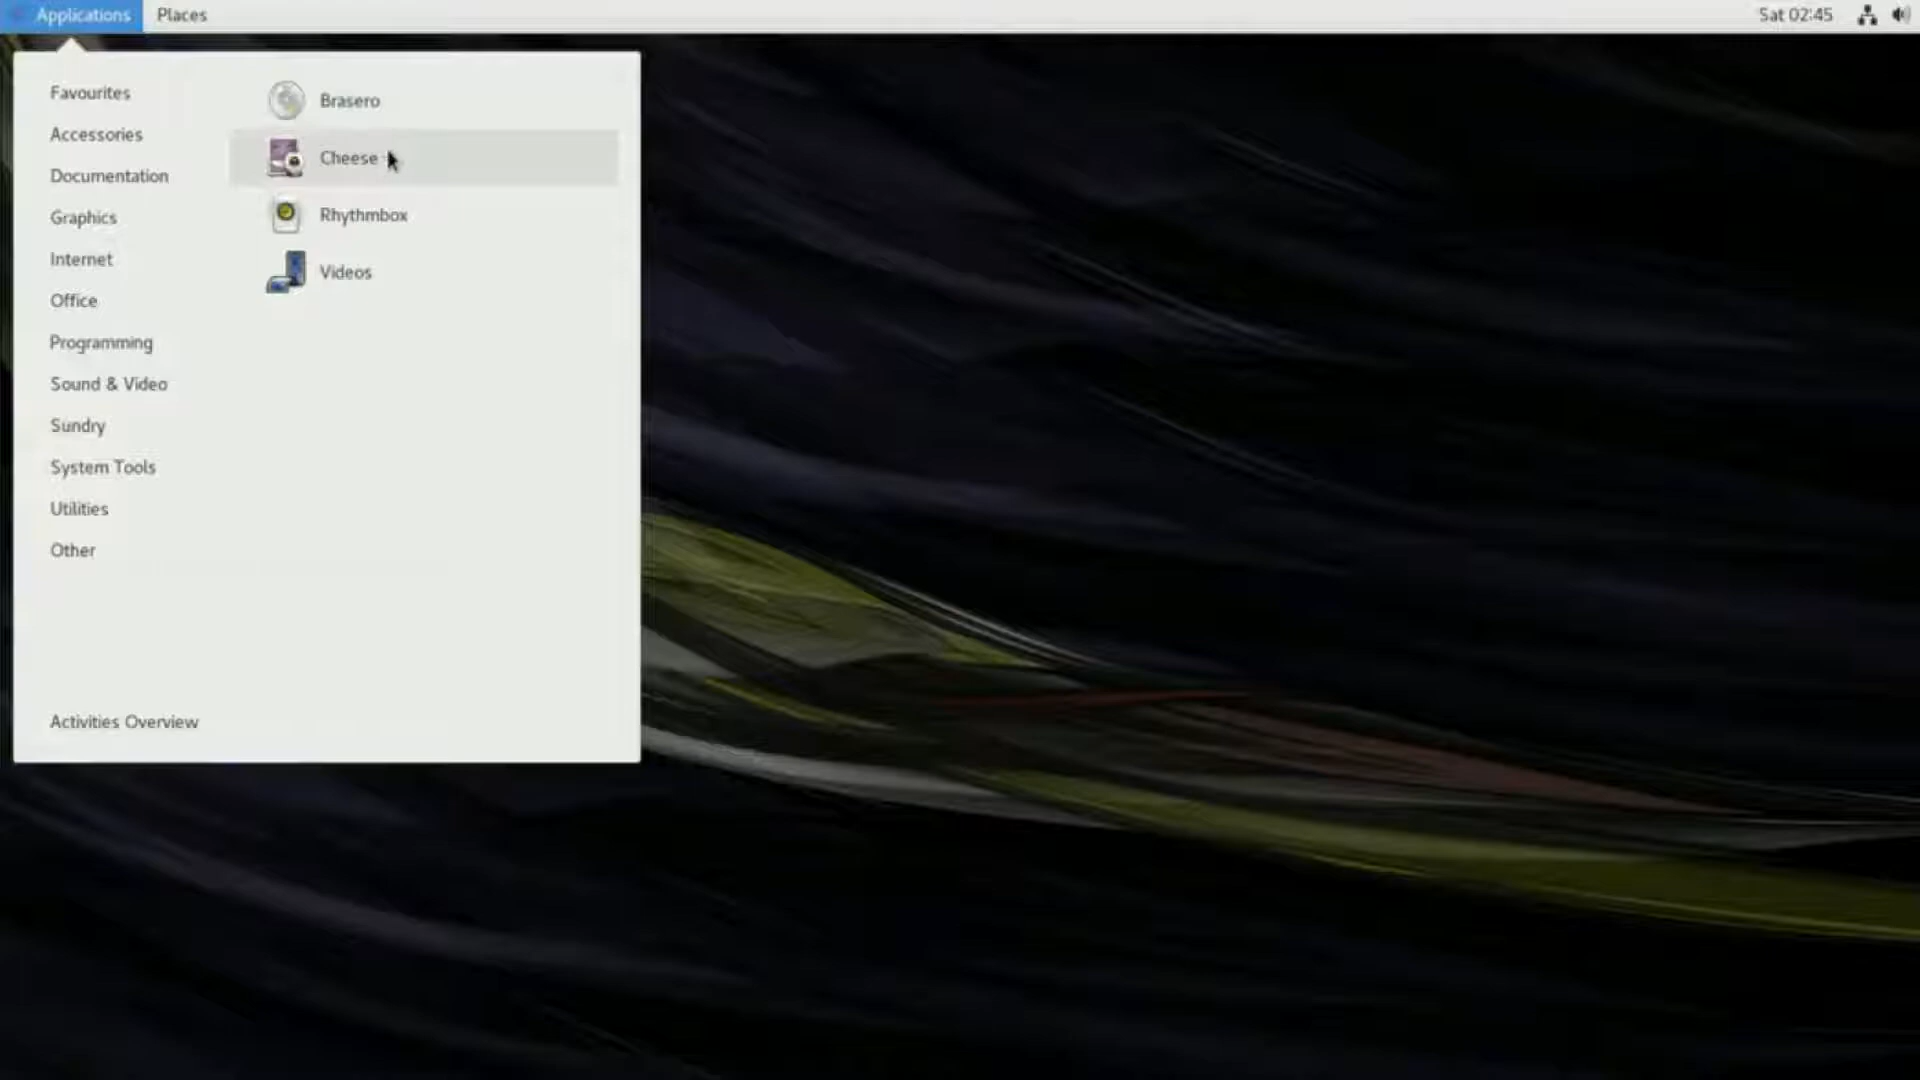 Applications Places Sat 02:45
Favourites
Accessories
Documentation
Graphics
Internet
Office
Programming
Sound & Video
Sundry
System Tools
Utilities
Other
Activities Overview
Brasero
Cheese
Rhythmbox
Videos